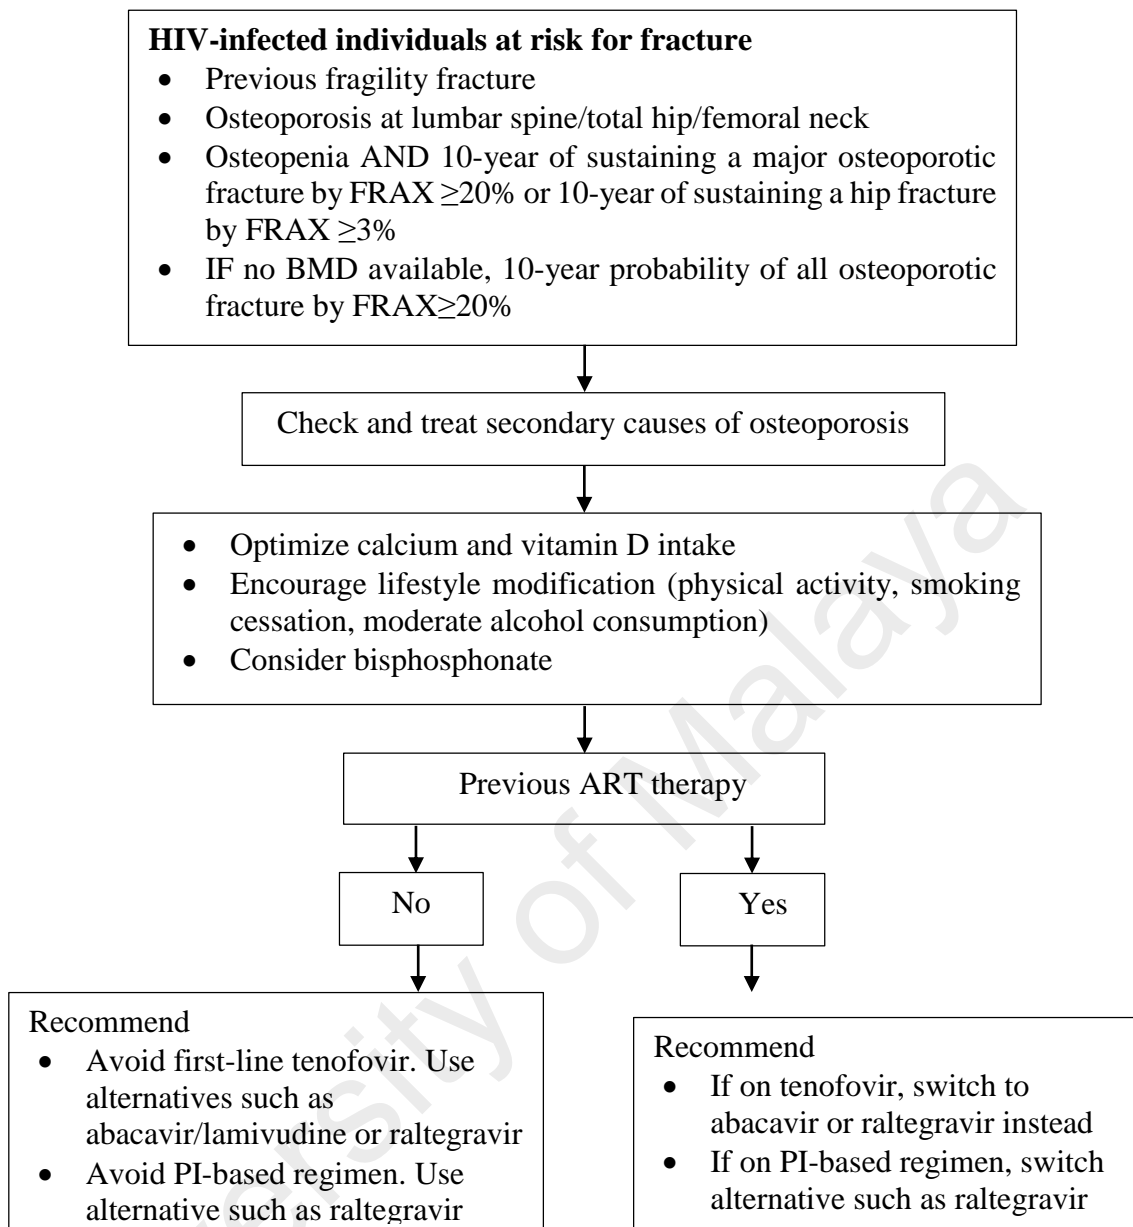 HIV-infected individuals at risk for fracture
• Previous fragility fracture
• Osteoporosis at lumbar spine/total hip/femoral neck
• Osteopenia AND 10-year of sustaining a major osteoporotic
fracture by FRAX ≥20% or 10-year of sustaining a hip fracture
by FRAX ≥3%
• IF no BMD available, 10-year probability of all osteoporotic
fracture by FRAX≥20%
Check and treat secondary causes of osteoporosis
• Optimize calcium and vitamin D intake
• Encourage lifestyle modification (physical activity, smoking
cessation, moderate alcohol consumption)
• Consider bisphosphonate
Previous ART therapy
No
Yes
Recommend
• Avoid first-line tenofovir. Use
alternatives such as
abacavir/lamivudine or raltegravir
• Avoid PI-based regimen. Use
alternative such as raltegravir
Recommend
• If on tenofovir, switch to
abacavir or raltegravir instead
• If on PI-based regimen, switch
alternative such as raltegravir
ersity of Malaya